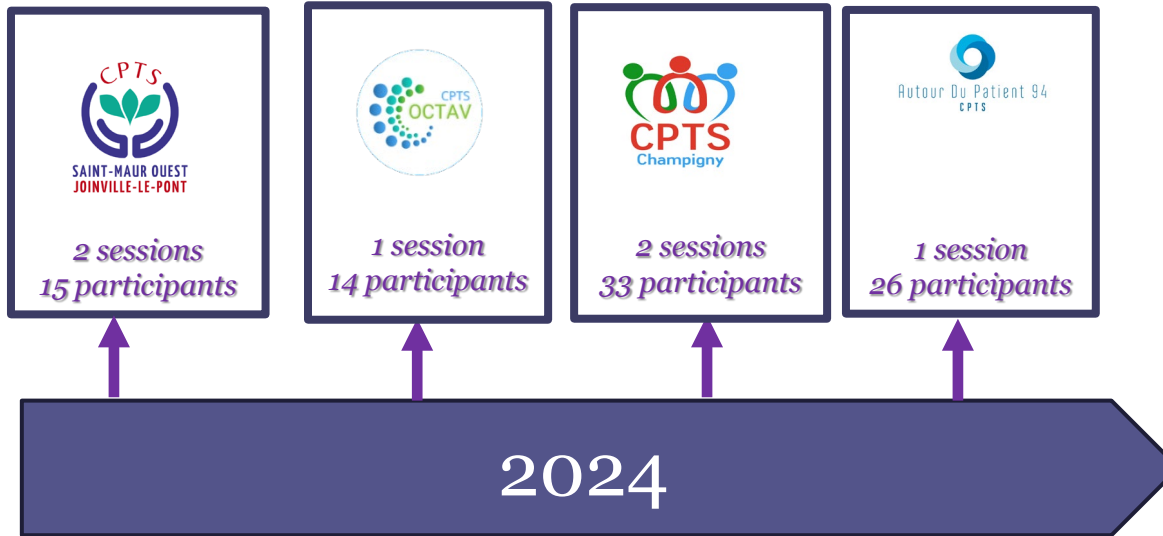 CPTS
SAINT-MAUR OUEST
JOINVILLE-LE-PONT
2 sessions
15 participants
CPTS
OCTAV
1 session
14 participants
CPTS
Champigny
2 sessions
33 participants
Autour Du Patient 94
CPTS
1 session
26 participants
2024